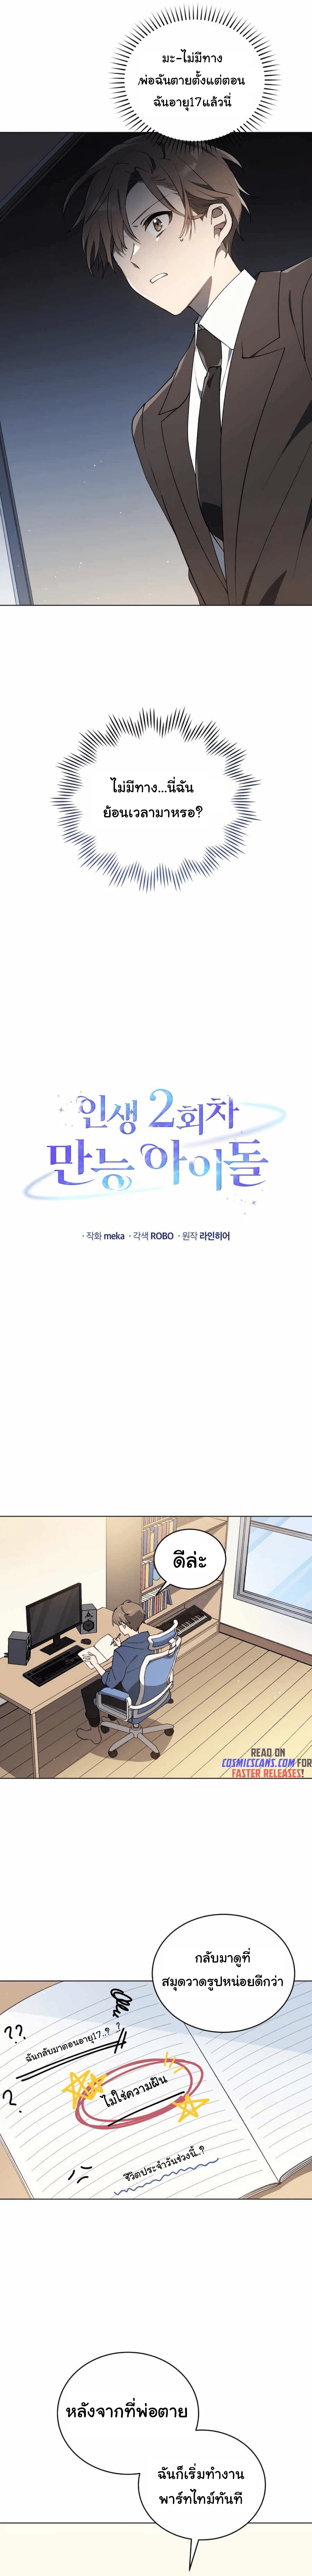 มะ-ไม่มีทาง
พ่อฉันตายตั้งแต่ตอน
ฉันอายุ17แล้วนี่
ไม่มีทาง...นี่ฉัน
ย้อนเวลามาหรอ?
인생 2회차
만능 아이돌
· 작화 meka · 각색 ROBO · 원작 라인히어
ดีล่ะ
READ ON
COSMICSCANS.COM FOR
FASTER RELEASES!
กลับมาดูที่
สมุดวาดรูปหน่อยดีกว่า
??
ฉันกลับมาตอนอายุ17..? ?
?
ไม่ใช่ความฝัน
ชีวิตประจำวันช่วงนี้..?
หลังจากที่พ่อตาย
ฉันก็เริ่มทำงาน
พาร์ทไทม์ทันที